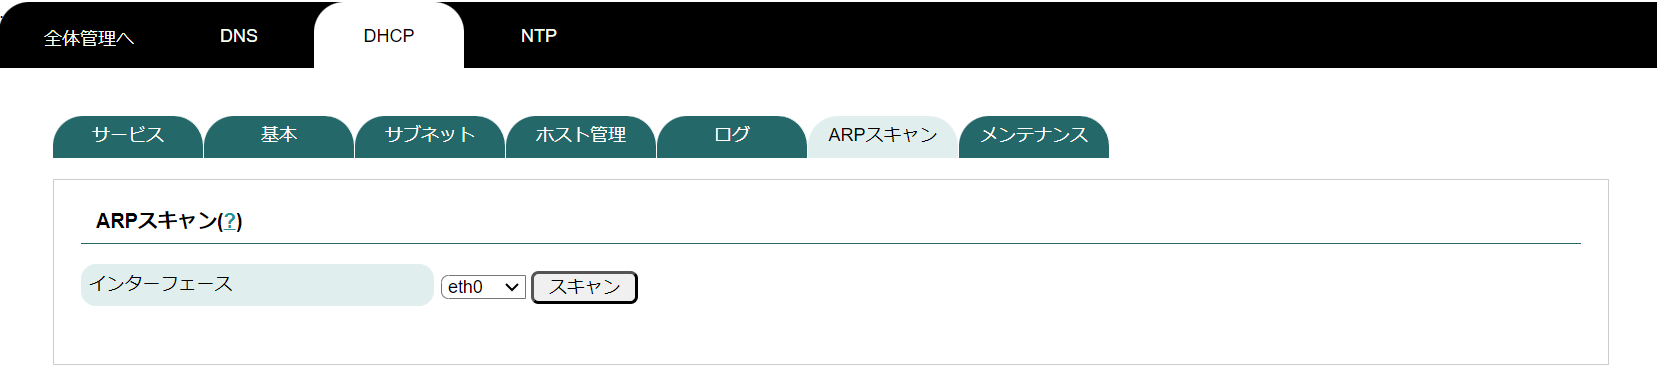 全体管理へ DNS DHCP NTP
サービス 基本 サブネット ホスト管理 ログ ARPスキャン メンテナンス
ARPスキャン(?)
インターフェース eth0 スキャン